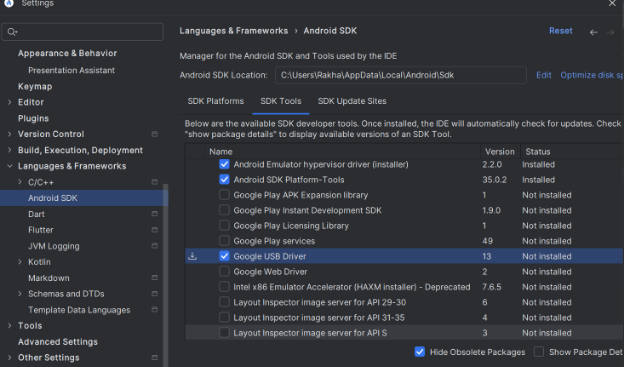 Settings
Languages & Frameworks › Android SDK
Reset
Appearance & Behavior
Presentation Assistant
Keymap
Editor
Plugins
Version Control
Build, Execution, Deployment
Languages & Frameworks
C/C++
Android SDK
Dart
Flutter
JVM Logging
Kotlin
Markdown
Schemas and DTDs
Template Data Languages
Tools
Advanced Settings
Other Settings
Manager for the Android SDK and Tools used by the IDE
Android SDK Location: C:\Users\Rakha\AppData\Local\Android\Sdk Edit Optimize disk sp
SDK Platforms SDK Tools SDK Update Sites
Below are the available SDK developer tools. Once installed, the IDE will automatically check for updates. Check
"show package details" to display available versions of an SDK Tool.
Name Version Status
Android Emulator hypervisor driver (installer) 2.2.0 Installed
Android SDK Platform-Tools 35.0.2 Installed
Google Play APK Expansion library 1 Not installed
Google Play Instant Development SDK 1.9.0 Not installed
Google Play Licensing Library 1 Not installed
Google Play services 49 Not installed
Google USB Driver 13 Not installed
Google Web Driver 2 Not installed
Intel x86 Emulator Accelerator (HAXM installer) - Deprecated 7.6.5 Not installed
Layout Inspector image server for API 29-30 6 Not installed
Layout Inspector image server for API 31-35 4 Not installed
Layout Inspector image server for API S 3 Not installed
Hide Obsolete Packages Show Package Det